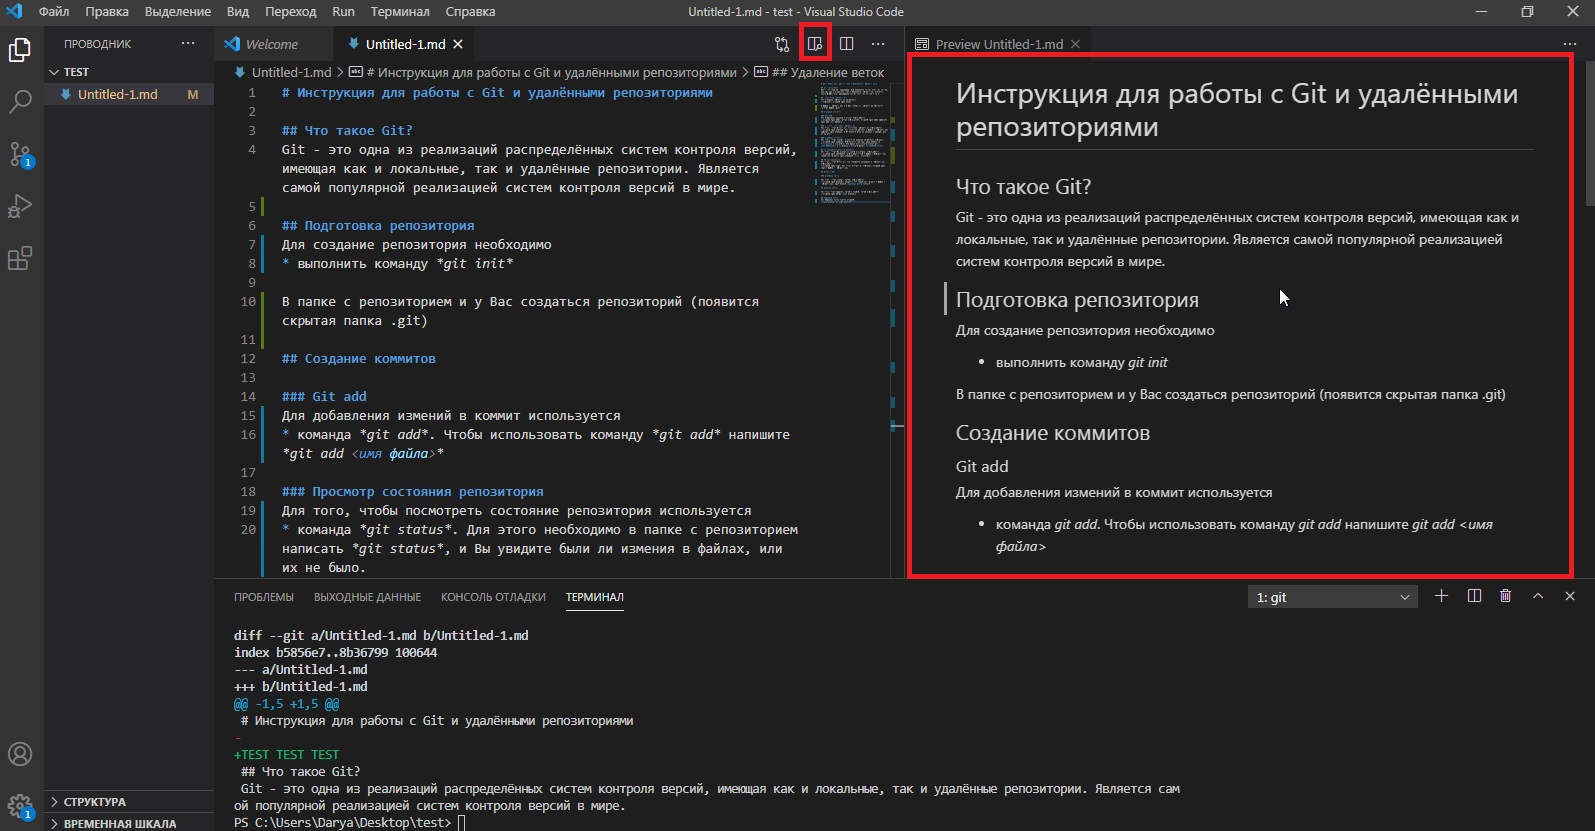 Файл Правка Выделение Вид Переход Run Терминал Справка
Untitled-1.md - test - Visual Studio Code
ПРОВОДНИК
TEST
Untitled-1.md M
СТРУКТУРА
ВРЕМЕННАЯ ШКАЛА
1
1
Welcome
Untitled-1.md
Untitled-1.md > # Инструкция для работы с Git и удалёнными репозиториями > ## Удаление веток
1 # Инструкция для работы с Git и удалёнными репозиториями
2
3 ## Что такое Git?
4 Git - это одна из реализаций распределённых систем контроля версий,
имеющая как и локальные, так и удалённые репозитории. Является
самой популярной реализацией систем контроля версий в мире.
5
6 ## Подготовка репозитория
7 Для создание репозитория необходимо
8 * выполнить команду *git init*
9
10 В папке с репозиторием и у Вас создаться репозиторий (появится
скрытая папка .git)
11
12 ## Создание коммитов
13
14 ### Git add
15 Для добавления измений в коммит используется
16 * команда *git add*. Чтобы использовать команду *git add* напишите
*git add <имя файла>*
17
18 ### Просмотр состояния репозитория
19 Для того, чтобы посмотреть состояние репозитория используется
20 * команда *git status*. Для этого необходимо в папке с репозиторием
написать *git status*, и Вы увидите были ли измения в файлах, или
их не было.
Preview Untitled-1.md
Инструкция для работы с Git и удалёнными
репозиториями
Что такое Git?
Git - это одна из реализаций распределённых систем контроля версий, имеющая как и
локальные, так и удалённые репозитории. Является самой популярной реализацией
систем контроля версий в мире.
Подготовка репозитория
Для создание репозитория необходимо
• выполнить команду git init
В папке с репозиторием и у Вас создаться репозиторий (появится скрытая папка .git)
Создание коммитов
Git add
Для добавления измений в коммит используется
• команда git add. Чтобы использовать команду git add напишите git add <имя
файла>
ПРОБЛЕМЫ ВЫХОДНЫЕ ДАННЫЕ КОНСОЛЬ ОТЛАДКИ ТЕРМИНАЛ
1: git
diff --git a/Untitled-1.md b/Untitled-1.md
index b5856e7..8b36799 100644
--- a/Untitled-1.md
+++ b/Untitled-1.md
@@ -1,5 +1,5 @@
# Инструкция для работы с Git и удалёнными репозиториями
-
+TEST TEST TEST
## Что такое Git?
Git - это одна из реализаций распределённых систем контроля версий, имеющая как и локальные, так и удалённые репозитории. Является сам
ой популярной реализацией систем контроля версий в мире.
PS C:\Users\Darya\Desktop\test>